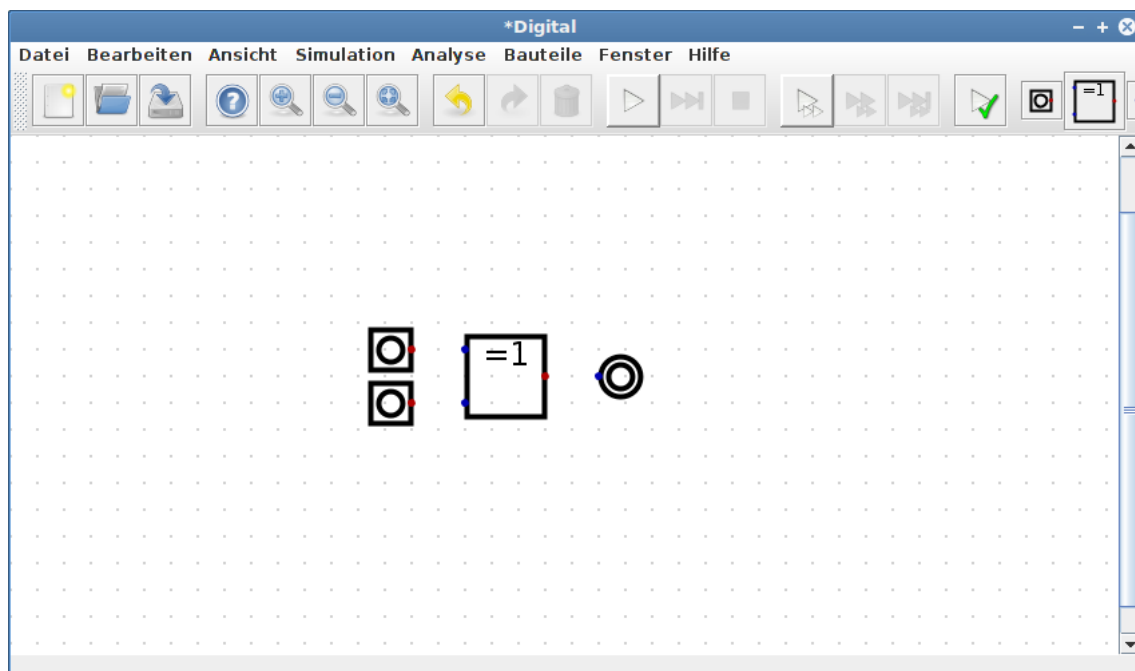 *Digital
Datei Bearbeiten Ansicht Simulation Analyse Bauteile Fenster Hilfe
=1
=1